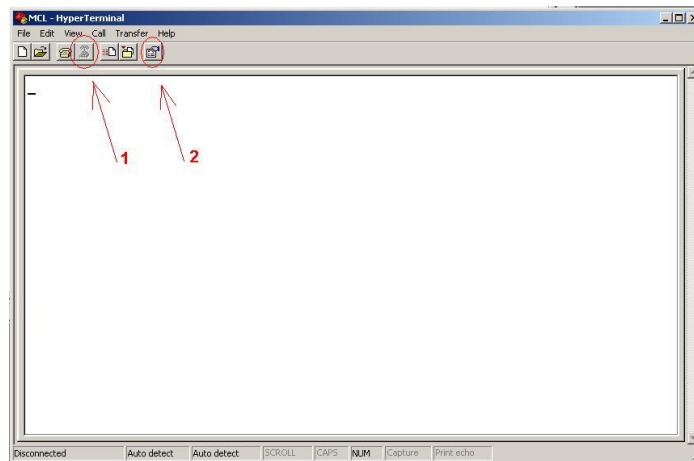 MCL - HyperTerminal
File Edit View Call Transfer Help
1 2
Disconnected Auto detect Auto detect SCROLL CAPS NUM Capture Print echo